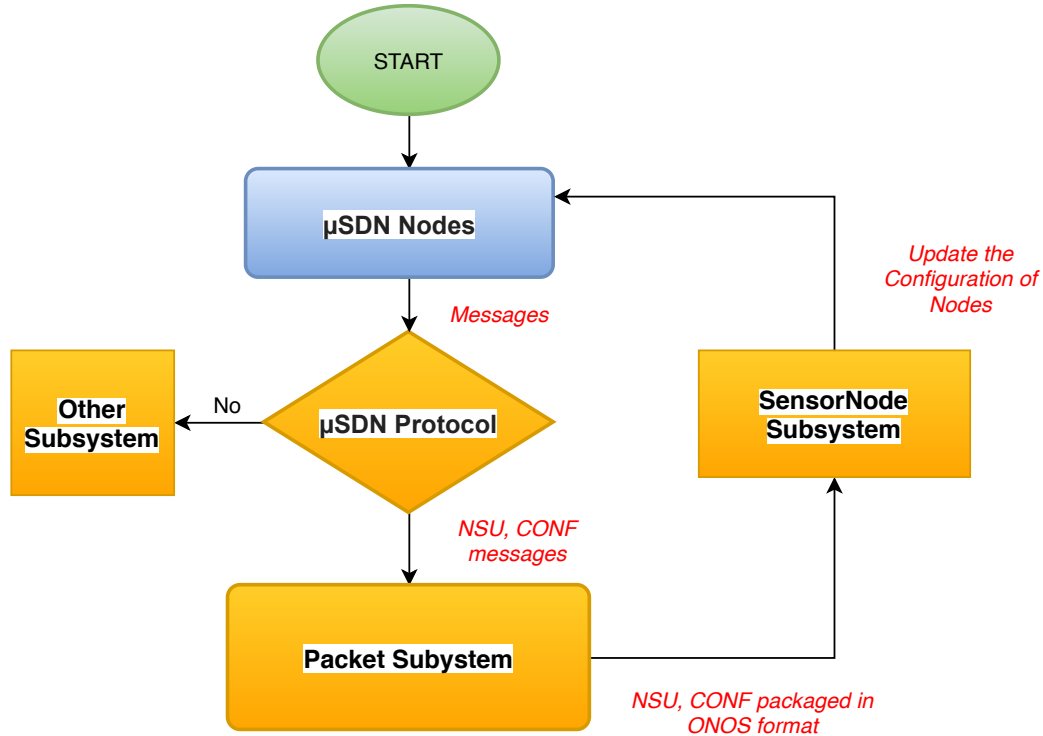 START
µSDN Nodes
Messages
Update the
Configuration of
Nodes
Other
Subsystem
No
µSDN Protocol
SensorNode
Subsystem
NSU, CONF
messages
Packet Subystem
NSU, CONF packaged in
ONOS format